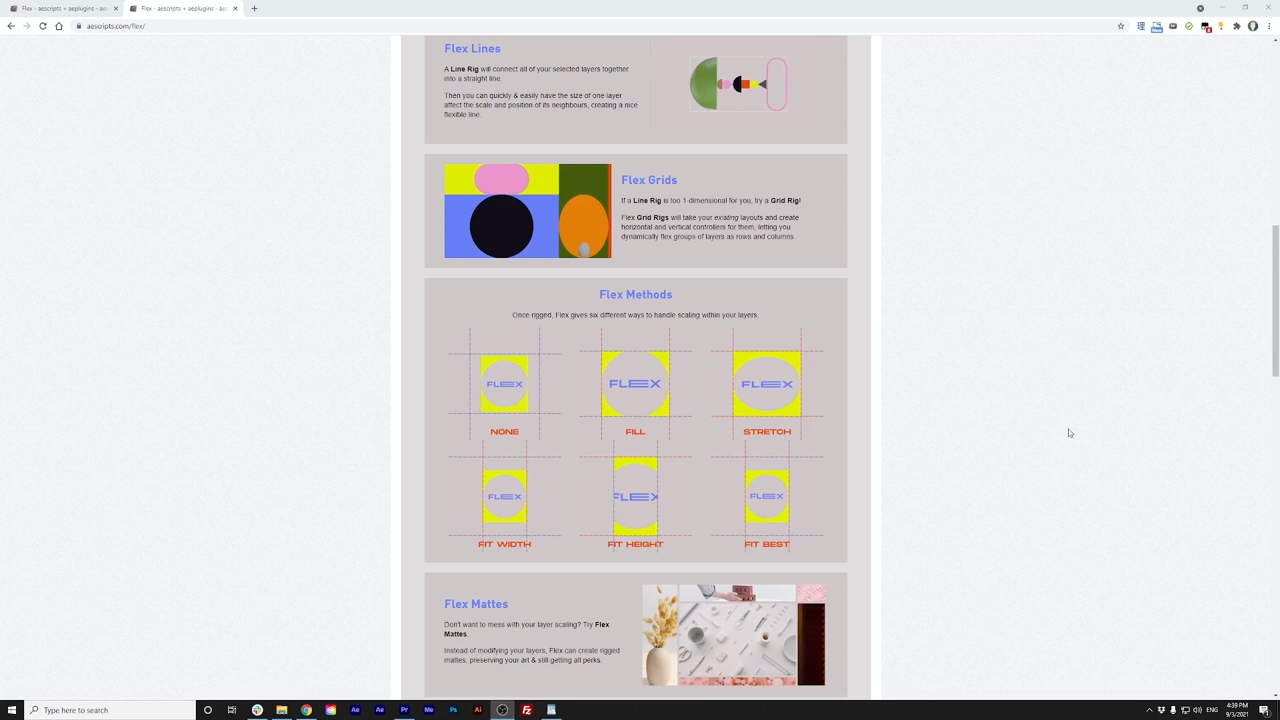 Flex - aescripts + aeplugins - aes
Flex - aescripts + aeplugins - aes
aescripts.com/flex/
Flex Lines
A Line Rig will connect all of your selected layers together
into a straight line.
Then you can quickly & easily have the size of one layer
affect the scale and position of its neighbours, creating a nice
flexible line.
Flex Grids
If a Line Rig is too 1-dimensional for you, try a Grid Rig!
Flex Grid Rigs will take your existing layouts and create
horizontal and vertical controllers for them, letting you
dynamically flex groups of layers as rows and columns.
Flex Methods
Once rigged, Flex gives six different ways to handle scaling within your layers.
FLEX
FLEX
FLEX
NONE
FILL
STRETCH
FLEX
FLEX
FLEX
FIT WIDTH
FIT HEIGHT
FIT BEST
Flex Mattes
Don't want to mess with your layer scaling? Try Flex
Mattes.
Instead of modifying your layers, Flex can create rigged
mattes, preserving your art & still getting all perks.
Type here to search
Ae
Ae
Pr
Me
Ps
Ai
Fz
ENG
4:39 PM
9/3/2021